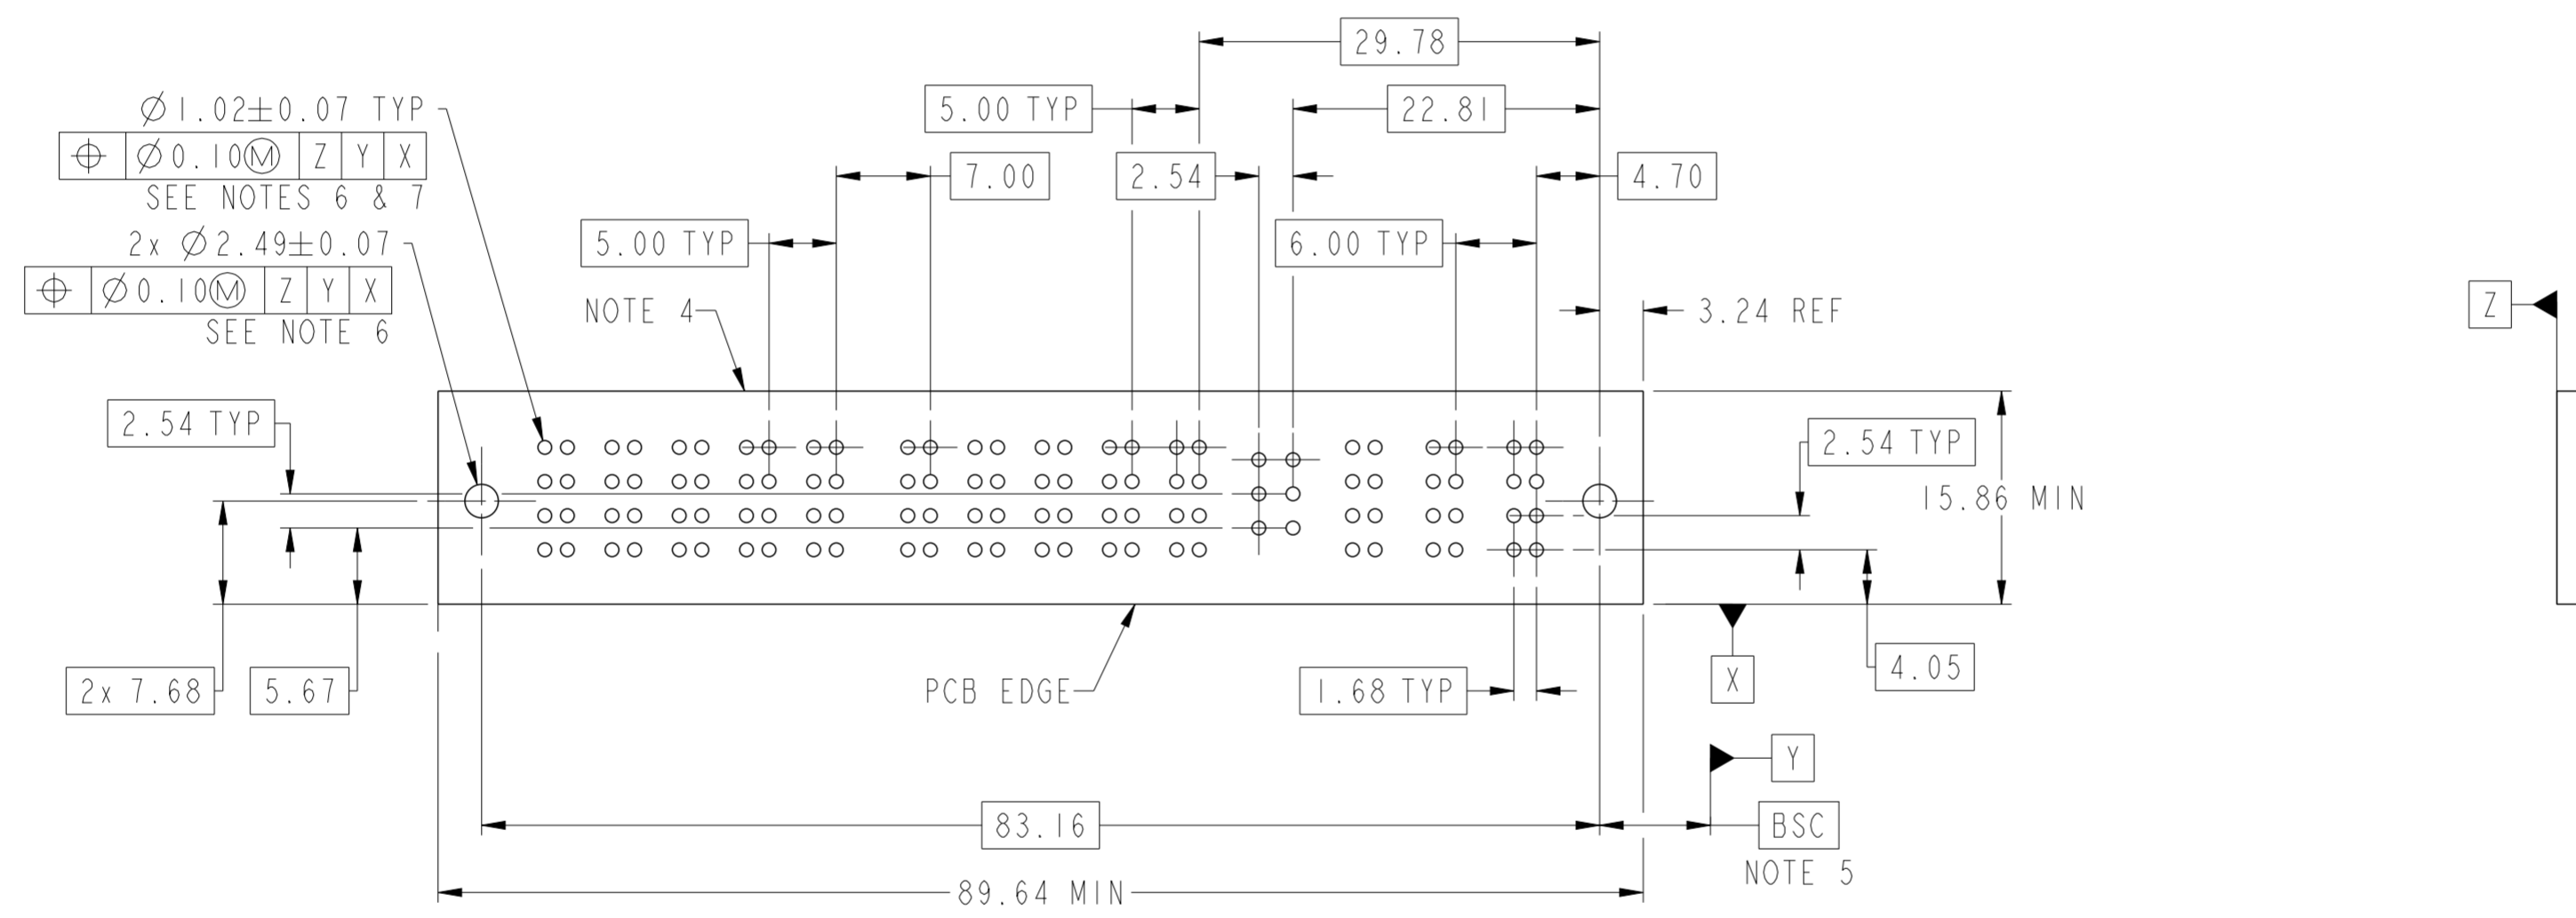 29.78
Ø1.02±0.07 TYP
5.00 TYP
22.81
⌖ Ø0.10Ⓜ Z Y X
7.00
2.54
4.70
SEE NOTES 6 & 7
2x Ø2.49±0.07
5.00 TYP
6.00 TYP
⌖ Ø0.10Ⓜ Z Y X
NOTE 4
3.24 REF
Z
SEE NOTE 6
2.54 TYP
2.54 TYP
15.86 MIN
2x 7.68
5.67
PCB EDGE
1.68 TYP
X
4.05
Y
83.16
BSC
NOTE 5
89.64 MIN